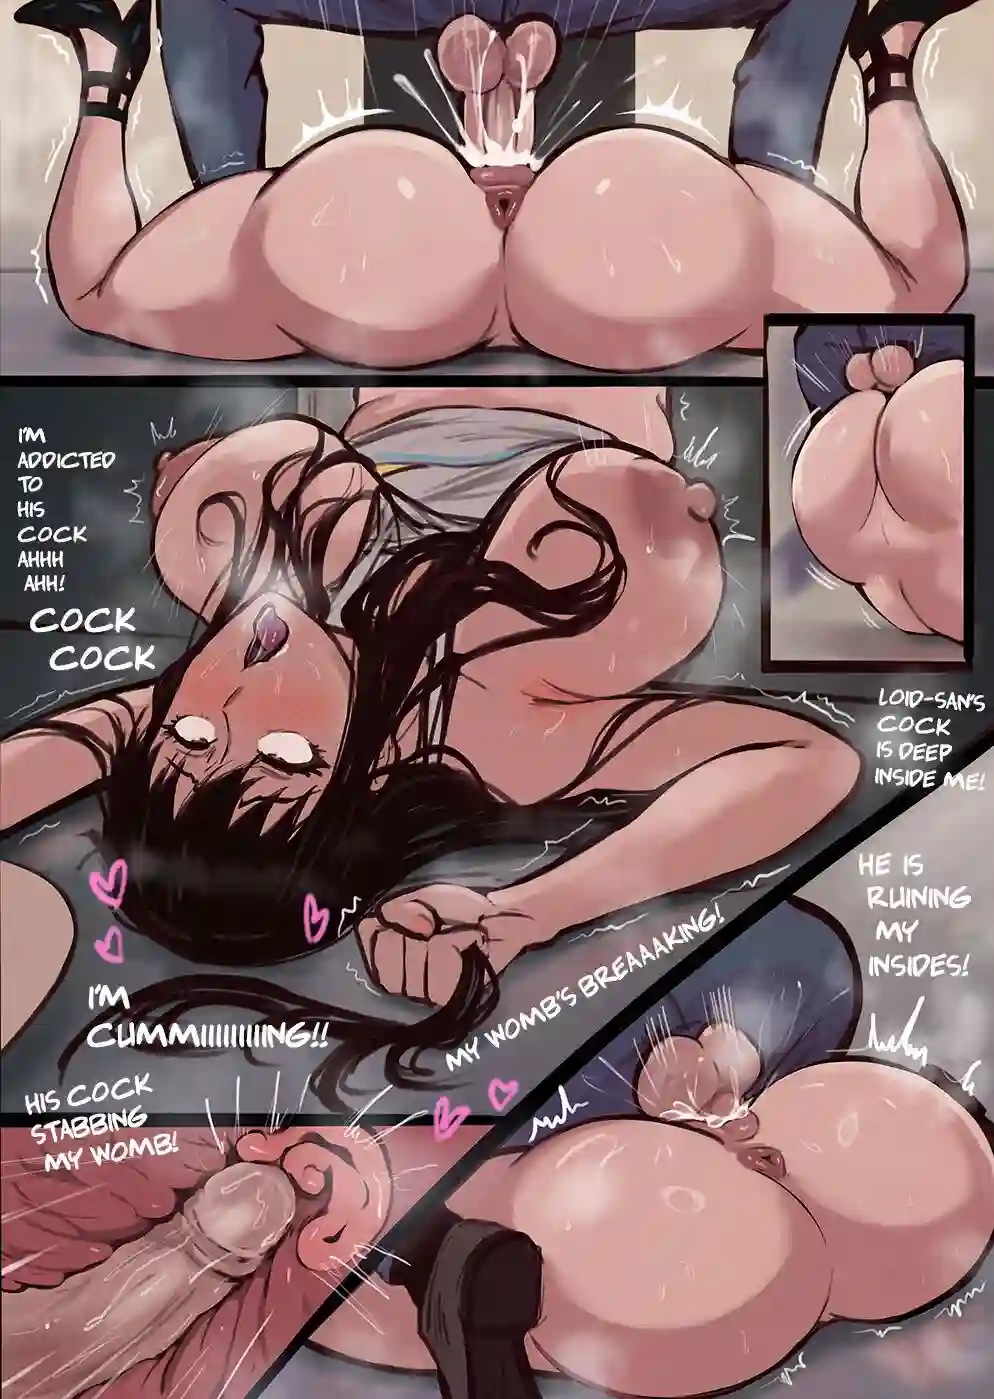 I'M
ADDICTED
TO
HIS
COCK
AHHH
AHH!
COCK
COCK
LOID-SAN'S
COCK
IS DEEP
INSIDE ME!
HE IS
RUINING
MY
INSIDES!
I'M
CUMMIIIIIIIIING!!
MY WOMB'S BREAAAKING!
HIS COCK
STABBING
MY WOMB!